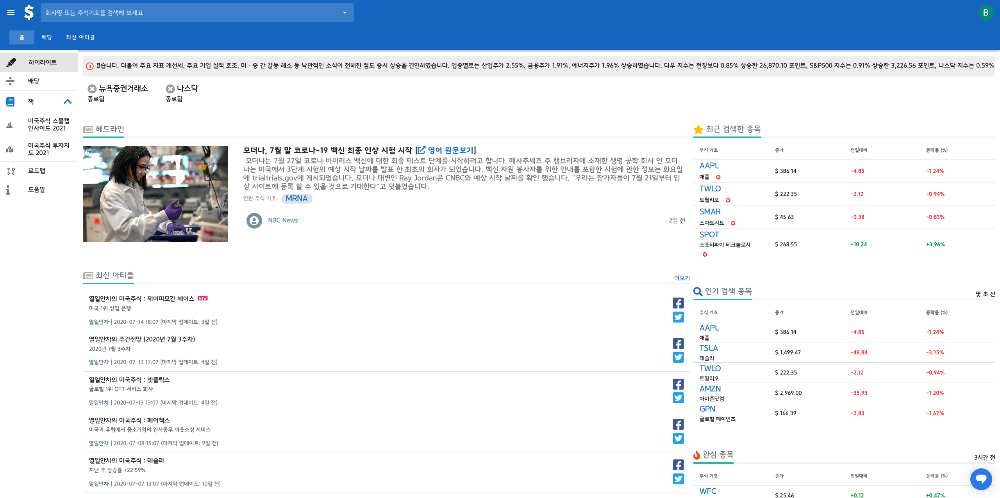 회사명 또는 주식기호를 검색해 보세요
B
홈 배당 최신 아티클
하이라이트
배당
책
미국주식 스몰캡
인사이드 2021
미국주식 투자지
도 2021
로드맵
도움말
였습니다. 더불어 주요 지표 개선세, 주요 기업 실적 호조, 미·중 간 갈등 해소 등 낙관적인 소식이 전해진 점도 증시 상승을 견인하였습니다. 업종별로는 산업주가 2.55%, 금융주가 1.91%, 에너지주가 1.96% 상승하였습니다. 다우 지수는 전장보다 0.85% 상승한 26,870.10 포인트, S&P500 지수는 0.91% 상승한 3,226.56 포인트, 나스닥 지수는 0.59%
뉴욕증권거래소
종료됨
나스닥
종료됨
헤드라인
모더나, 7월 말 코로나-19 백신 최종 인상 시험 시작 [영어 원문보기]
모더나는 7월 27일 코로나 바이러스 백신에 대한 최종 테스트 단계를 시작하려고 합니다. 매사추세츠 주 캠브리지에 소재한 생명 공학 회사 인 모더
나는 미국에서 3단계 시험의 예상 시작 날짜를 발표 한 최초의 회사가 되었습니다. 백신 자원 봉사자를 위한 안내를 포함한 시험에 관한 정보는 화요일
에 trialtrials.gov에 게시되었습니다. 모더나 대변인 Ray Jordan은 CNBC와 예상 시작 날짜를 확인 했습니다. "우리는 참가자들이 7월 21일부터 임
상 사이트에 등록 할 수 있을 것으로 기대한다"고 덧붙였습니다.
연관 주식 기호: MRNA
NBC News 2일 전
최신 아티클 더보기
열일안차의 미국주식 : 제이피모간 체이스 NEW
미국 1위 상업 은행
열일안차 | 2020-07-14 18:07 (마지막 업데이트: 3일 전)
열일안차의 주간전망 (2020년 7월 3주차)
2020년 7월 3주차
열일안차 | 2020-07-13 17:07 (마지막 업데이트: 4일 전)
열일안차의 미국주식 : 넷플릭스
글로벌 1위 OTT 서비스 회사
열일안차 | 2020-07-13 13:07 (마지막 업데이트: 4일 전)
열일안차의 미국주식 : 페이첵스
미국과 유럽에서 중소기업의 인사총무 아웃소싱 서비스
열일안차 | 2020-07-08 15:07 (마지막 업데이트: 9일 전)
열일안차의 미국주식 : 테슬라
지난 주 상승률 +22.59%
열일안차 | 2020-07-07 13:07 (마지막 업데이트: 10일 전)
최근 검색한 종목
주식 기호 종가 전일대비 등락률 (%)
AAPL
애플 $ 386.14 -4.85 -1.24%
TWLO
트윌리오 $ 222.35 -2.12 -0.94%
SMAR
스마트시트 $ 45.63 -0.38 -0.83%
SPOT
스포티파이 테크놀로지 $ 268.55 +10.24 +3.96%
인기 검색 종목 몇 초 전
주식 기호 종가 전일대비 등락률 (%)
AAPL
애플 $ 386.14 -4.85 -1.24%
TSLA
테슬라 $ 1,499.47 -48.84 -3.15%
TWLO
트윌리오 $ 222.35 -2.12 -0.94%
AMZN
아마존닷컴 $ 2,969.00 -35.93 -1.20%
GPN
글로벌 페이먼츠 $ 166.39 -2.83 -1.67%
관심 종목 3시간 전
주식 기호 종가 전일대비 등락률 (%)
WFC
$ 25.46 +0.12 +0.47%